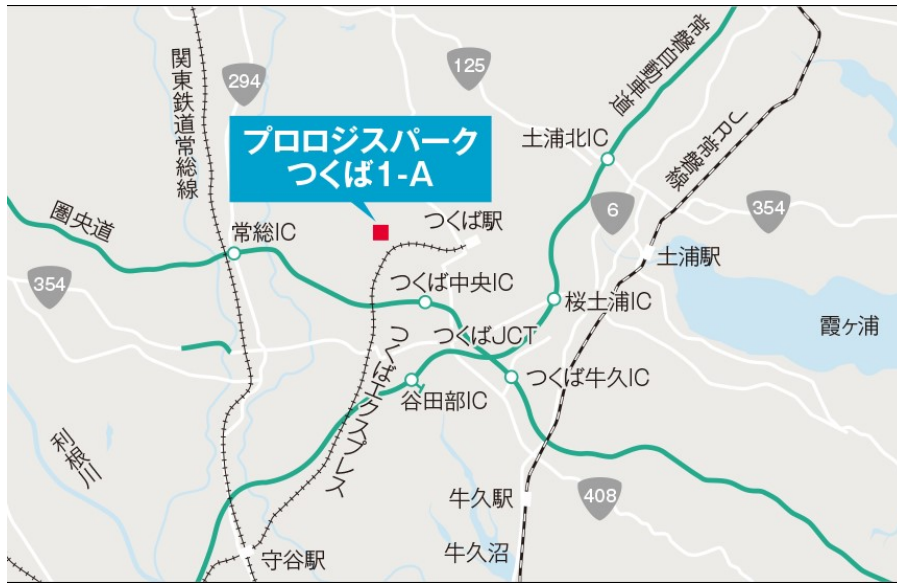 関東鉄道常総線
294
125
常磐自動車道
プロロジスパーク
つくば1-A
土浦北IC
JR常磐線
6
354
圏央道
常総IC
つくば駅
土浦駅
354
つくば中央IC
桜土浦IC
霞ヶ浦
つくばJCT
つくばエクスプレス
谷田部IC
つくば牛久IC
利根川
牛久駅
408
守谷駅
牛久沼